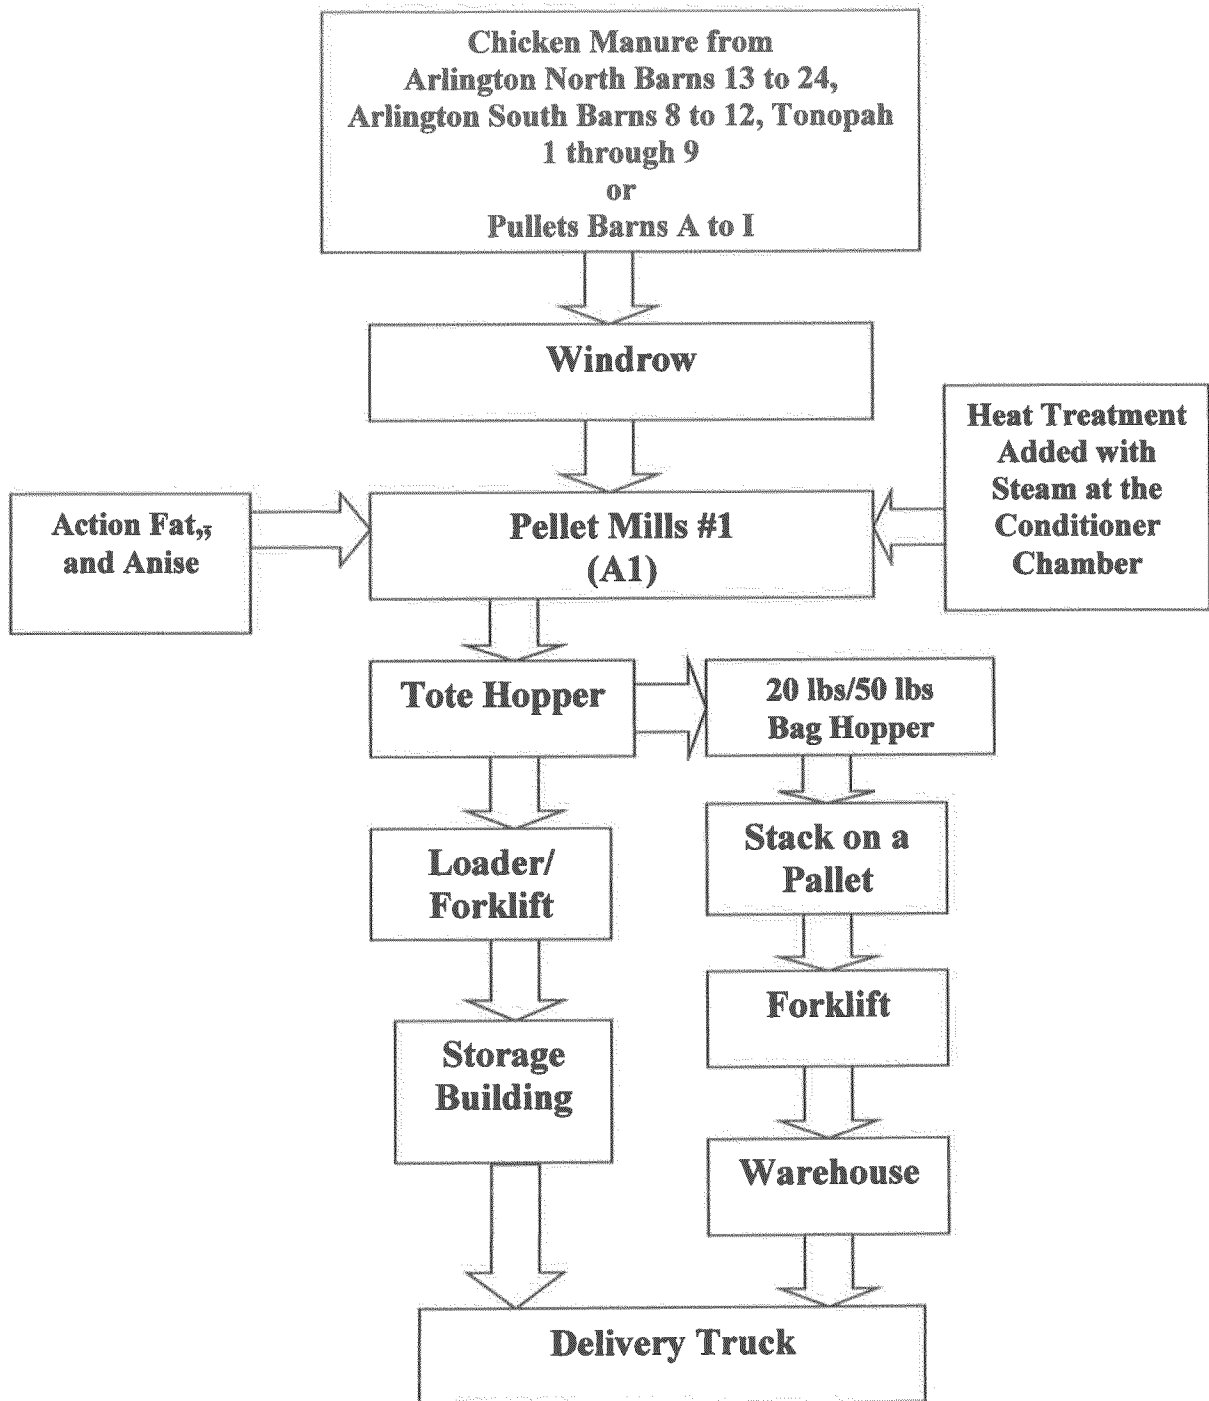 Chicken Manure from
Arlington North Barns 13 to 24,
Arlington South Barns 8 to 12, Tonopah
1 through 9
or
Pullets Barns A to I
Windrow
Heat Treatment
Added with
Steam at the
Conditioner
Chamber
Action Fat,,
and Anise
Pellet Mills #1
(A1)
Tote Hopper
20 lbs/50 lbs
Bag Hopper
Loader/
Forklift
Stack on a
Pallet
Forklift
Storage
Building
Warehouse
Delivery Truck